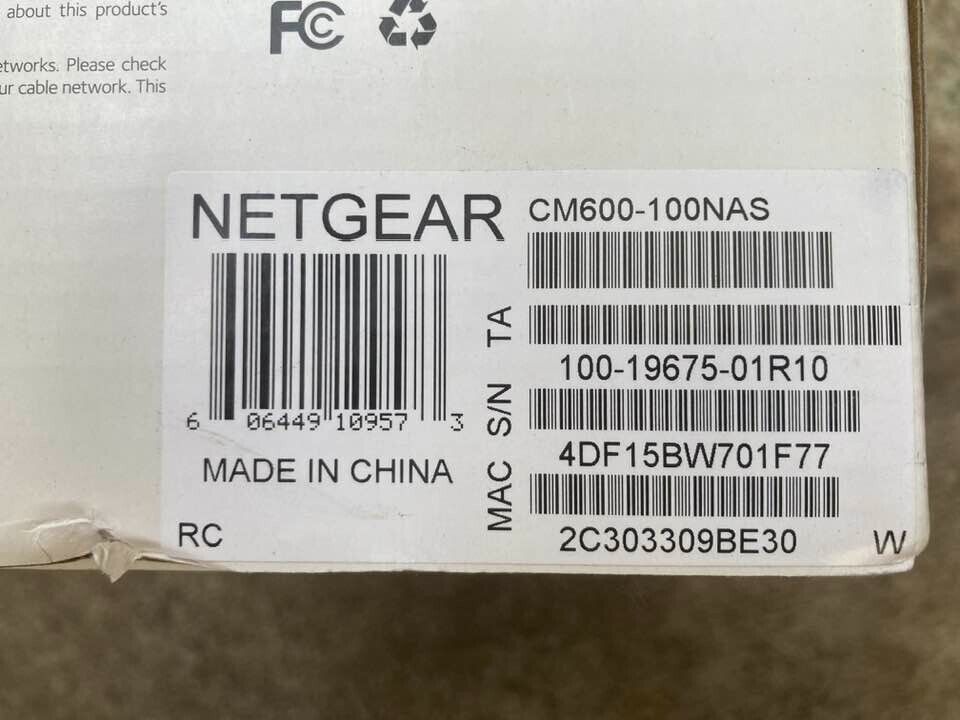 about this product's
FC
etworks. Please check
ur cable network. This
NETGEAR
CM600-100NAS
TA
100-19675-01R10
S/N
4DF15BW701F77
MAC
2C303309BE30
6 06449 10957 3
MADE IN CHINA
RC
W